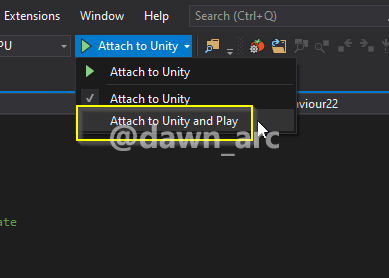 Extensions Window Help Search (Ctrl+Q)
PU Attach to Unity
Attach to Unity
Attach to Unity
aviour22
Attach to Unity and Play
@dawn_arc
ate